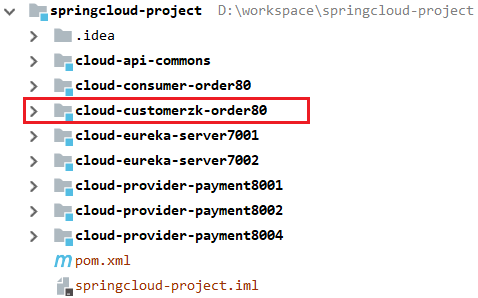 springcloud-project D:\workspace\springcloud-project
.idea
cloud-api-commons
cloud-consumer-order80
cloud-customerzk-order80
cloud-eureka-server7001
cloud-eureka-server7002
cloud-provider-payment8001
cloud-provider-payment8002
cloud-provider-payment8004
m pom.xml
springcloud-project.iml